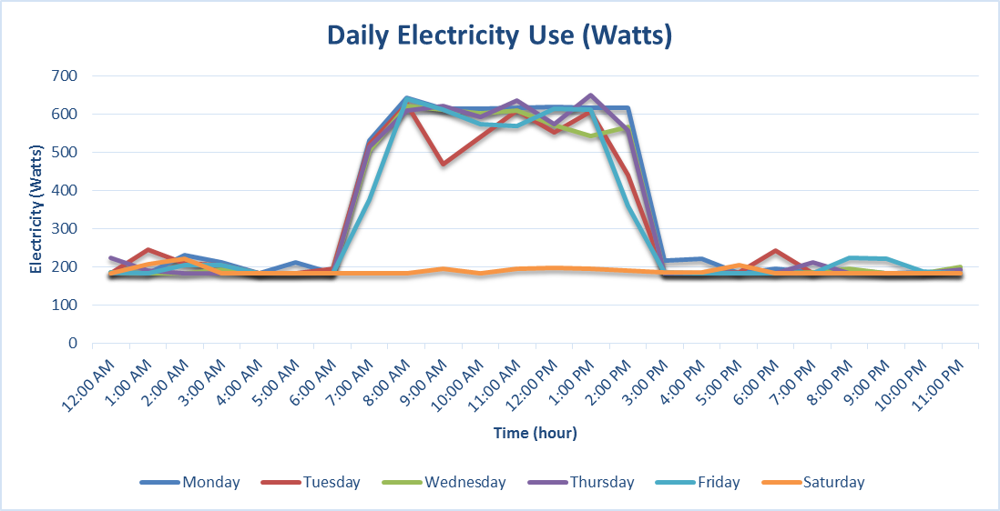 Daily Electricity Use (Watts)
Electricity (Watts)
700
600
500
400
300
200
100
0
12:00 AM
1:00 AM
2:00 AM
3:00 AM
4:00 AM
5:00 AM
6:00 AM
7:00 AM
8:00 AM
9:00 AM
10:00 AM
11:00 AM
12:00 PM
1:00 PM
2:00 PM
3:00 PM
4:00 PM
5:00 PM
6:00 PM
7:00 PM
8:00 PM
9:00 PM
10:00 PM
11:00 PM
Time (hour)
Monday Tuesday Wednesday Thursday Friday Saturday